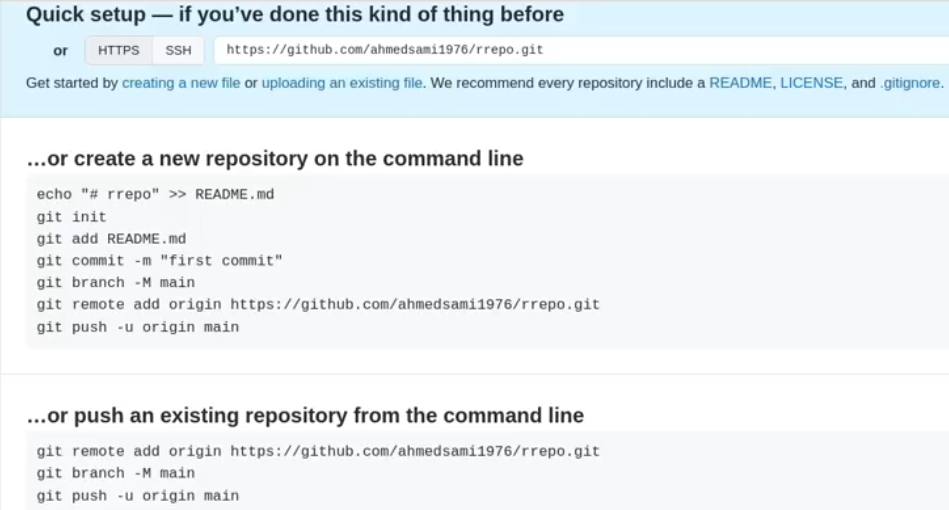 Quick setup — if you’ve done this kind of thing before
or HTTPS SSH https://github.com/ahmedsami1976/rrepo.git
Get started by creating a new file or uploading an existing file. We recommend every repository include a README, LICENSE, and .gitignore.
…or create a new repository on the command line
echo "# rrepo" >> README.md
git init
git add README.md
git commit -m "first commit"
git branch -M main
git remote add origin https://github.com/ahmedsami1976/rrepo.git
git push -u origin main
…or push an existing repository from the command line
git remote add origin https://github.com/ahmedsami1976/rrepo.git
git branch -M main
git push -u origin main